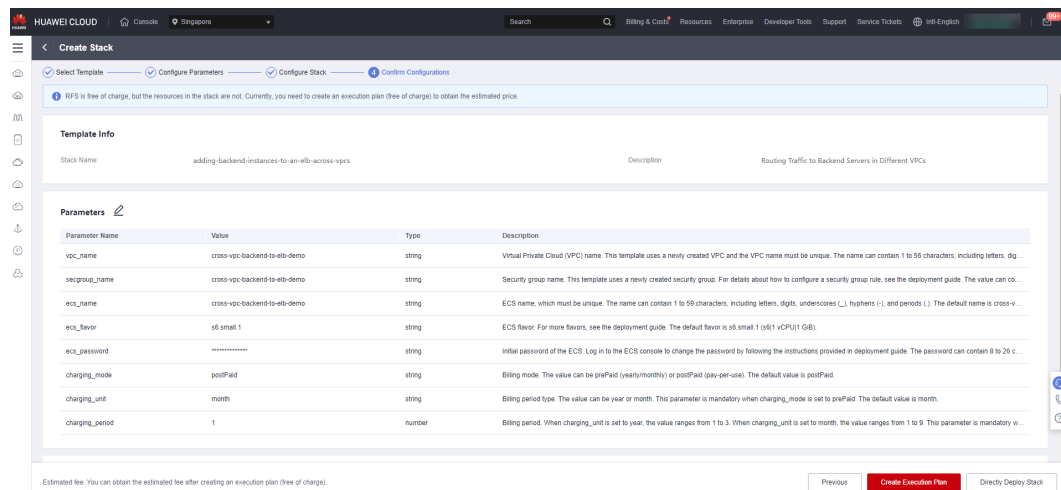 HUAWEI
HUAWEI CLOUD Console Singapore Search Billing & Costs Resources Enterprise Developer Tools Support Service Tickets Intl-English 99+
Create Stack
Select Template Configure Parameters Configure Stack 4 Confirm Configurations
RFS is free of charge, but the resources in the stack are not. Currently, you need to create an execution plan (free of charge) to obtain the estimated price.
Template Info
Stack Name adding-backend-instances-to-an-elb-across-vpcs Description Routing Traffic to Backend Servers in Different VPCs
Parameters
Parameter Name Value Type Description
vpc_name cross-vpc-backend-to-elb-demo string Virtual Private Cloud (VPC) name. This template uses a newly created VPC and the VPC name must be unique. The name can contain 1 to 56 characters, including letters, dig...
secgroup_name cross-vpc-backend-to-elb-demo string Security group name. This template uses a newly created security group. For details about how to configure a security group rule, see the deployment guide. The value can co...
ecs_name cross-vpc-backend-to-elb-demo string ECS name, which must be unique. The name can contain 1 to 59 characters, including letters, digits, underscores (_), hyphens (-), and periods (.). The default name is cross-v...
ecs_flavor s6.small.1 string ECS flavor. For more flavors, see the deployment guide. The default flavor is s6.small.1 (s6|1 vCPU|1 GiB).
ecs_password *************** string Initial password of the ECS. Log in to the ECS console to change the password by following the instructions provided in deployment guide. The password can contain 8 to 26 c...
charging_mode postPaid string Billing mode. The value can be prePaid (yearly/monthly) or postPaid (pay-per-use). The default value is postPaid.
charging_unit month string Billing period type. The value can be year or month. This parameter is mandatory when charging_mode is set to prePaid. The default value is month.
charging_period 1 number Billing period. When charging_unit is set to year, the value ranges from 1 to 3. When charging_unit is set to month, the value ranges from 1 to 9. This parameter is mandatory w...
Estimated fee: You can obtain the estimated fee after creating an execution plan (free of charge). Previous Create Execution Plan Directly Deploy Stack